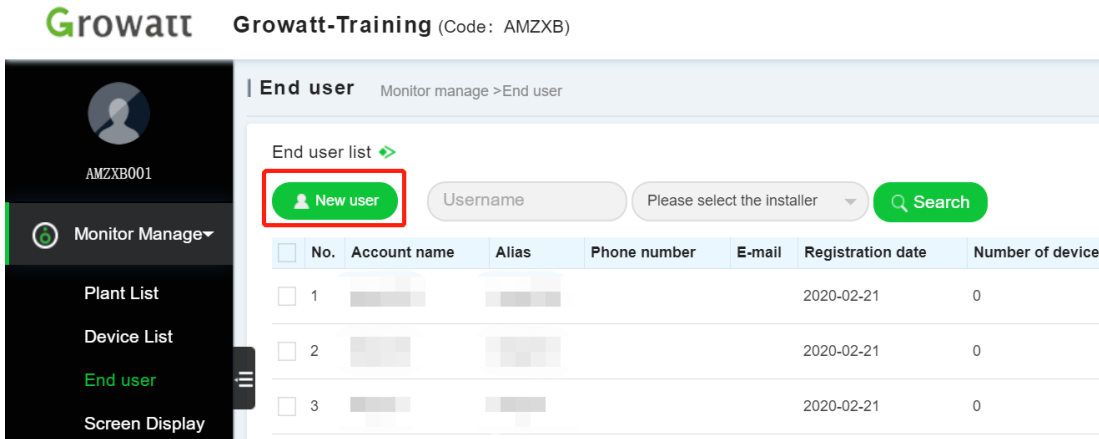 Growatt Growatt-Training (Code: AMZXB)
End user Monitor manage >End user
AMZXB001
Monitor Manage
Plant List
Device List
End user
Screen Display
End user list
New user Username Please select the installer Search
No. Account name Alias Phone number E-mail Registration date Number of device
1 2020-02-21 0
2 2020-02-21 0
3 2020-02-21 0